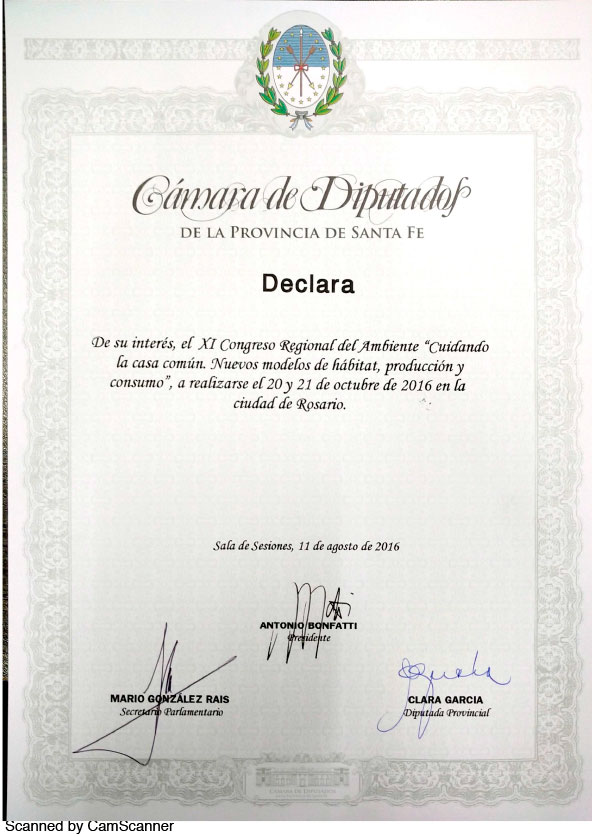 Cámara de Diputados
DE LA PROVINCIA DE SANTA FE
Declara
De su interés, el XI Congreso Regional del Ambiente "Cuidando
la casa común. Nuevos modelos de hábitat, producción y
consumo", a realizarse el 20 y 21 de octubre de 2016 en la
ciudad de Rosario.
Sala de Sesiones, 11 de agosto de 2016
ANTONIO BONFATTI
Presidente
MARIO GONZÁLEZ RAIS
Secretario Parlamentario
CLARA GARCIA
Diputada Provincial
CÁMARA DE DIPUTADOS
Scanned by CamScanner